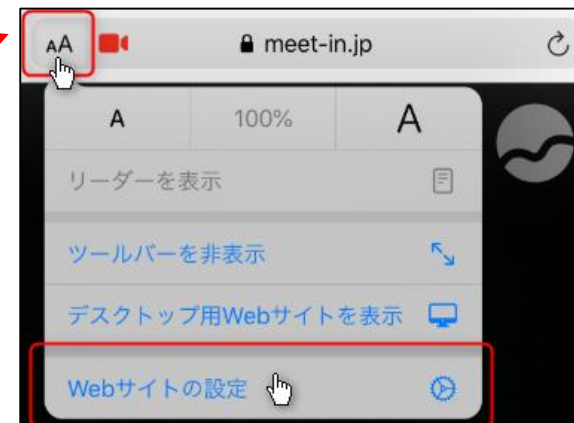 AA meet-in.jp
A 100% A
リーダーを表示
ツールバーを非表示
デスクトップ用Webサイトを表示
Webサイトの設定